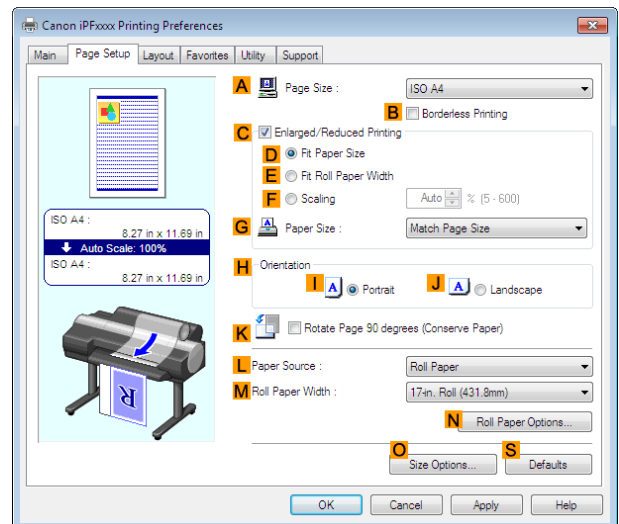 Canon iPFxxxx Printing Preferences
Main Page Setup Layout Favorites Utility Support
A Page Size : ISO A4
B Borderless Printing
C Enlarged/Reduced Printing
D Fit Paper Size
E Fit Roll Paper Width
F Scaling Auto % (5 - 600)
ISO A4 :
8.27 in x 11.69 in
Auto Scale: 100%
ISO A4 :
8.27 in x 11.69 in
G Paper Size : Match Page Size
H Orientation
I A Portrait J A Landscape
K Rotate Page 90 degrees (Conserve Paper)
L Paper Source : Roll Paper
M Roll Paper Width : 17-in. Roll (431.8mm)
R
N Roll Paper Options...
O Size Options... S Defaults
OK Cancel Apply Help